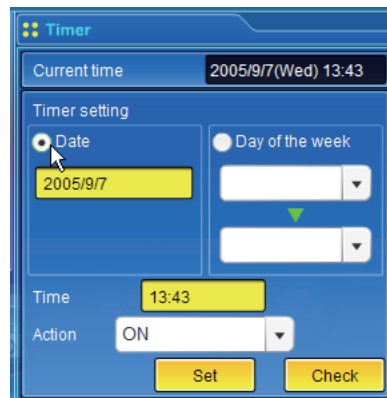 Timer
Current time 2005/9/7(Wed) 13:43
Timer setting
Date Day of the week
2005/9/7
Time 13:43
Action ON
Set Check